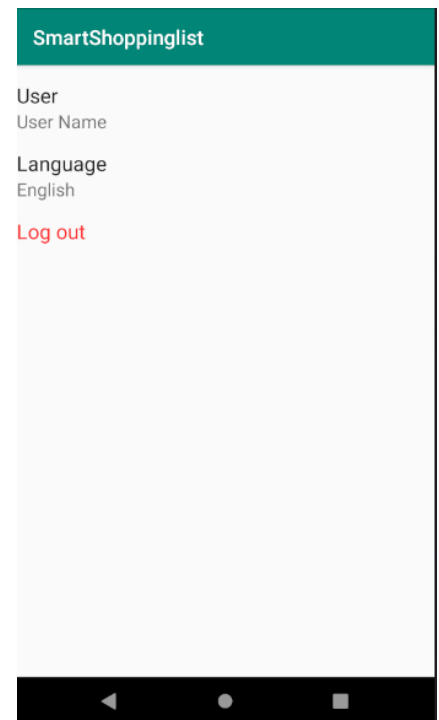 SmartShoppinglist
User
User Name
Language
English
Log out